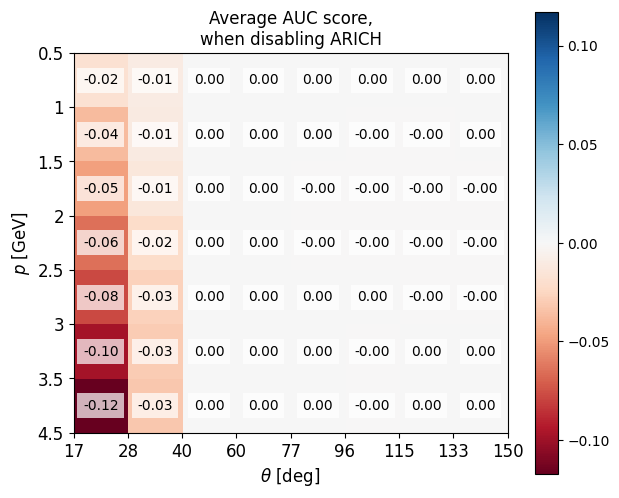 Average AUC score,
when disabling ARICH
0.5
-0.02 -0.01 0.00 0.00 0.00 0.00 0.00 0.00
1
-0.04 -0.01 0.00 0.00 0.00 -0.00 -0.00 0.00
1.5
-0.05 -0.01 0.00 0.00 -0.00 -0.00 -0.00 -0.00
2
-0.06 -0.02 0.00 0.00 -0.00 -0.00 -0.00 -0.00
2.5
-0.08 -0.03 0.00 0.00 0.00 0.00 -0.00 -0.00
3
-0.10 -0.03 0.00 0.00 0.00 -0.00 0.00 0.00
3.5
-0.12 -0.03 0.00 0.00 0.00 -0.00 0.00 0.00
4.5
p [GeV]
17 28 40 60 77 96 115 133 150
θ [deg]
0.10
0.05
0.00
−0.05
−0.10